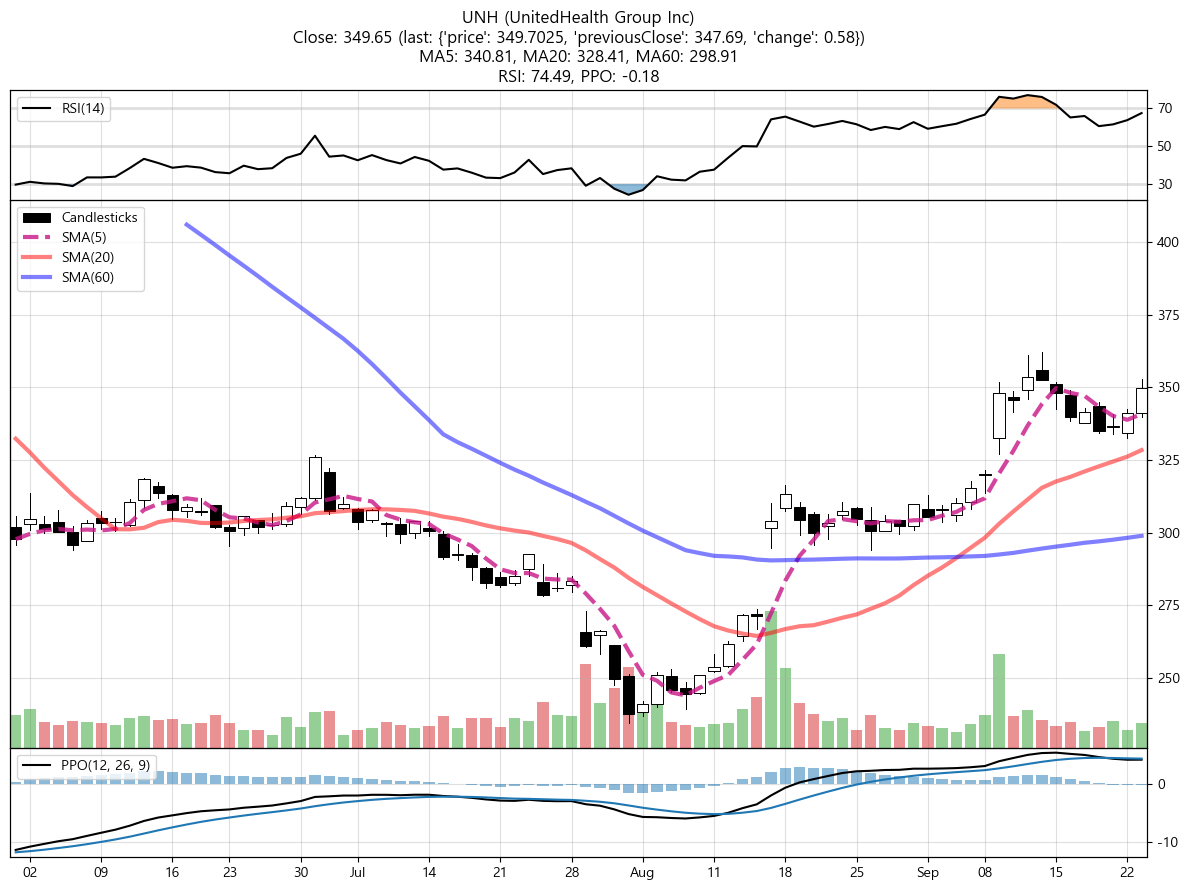 UNH (UnitedHealth Group Inc)
Close: 349.65 (last: {'price': 349.7025, 'previousClose': 347.69, 'change': 0.58})
MA5: 340.81, MA20: 328.41, MA60: 298.91
RSI: 74.49, PPO: -0.18
RSI(14)
70
50
30
Candlesticks
SMA(5)
SMA(20)
SMA(60)
400
375
350
325
300
275
250
PPO(12, 26, 9)
0
-10
02 09 16 23 30 Jul 14 21 28 Aug 11 18 25 Sep 08 15 22